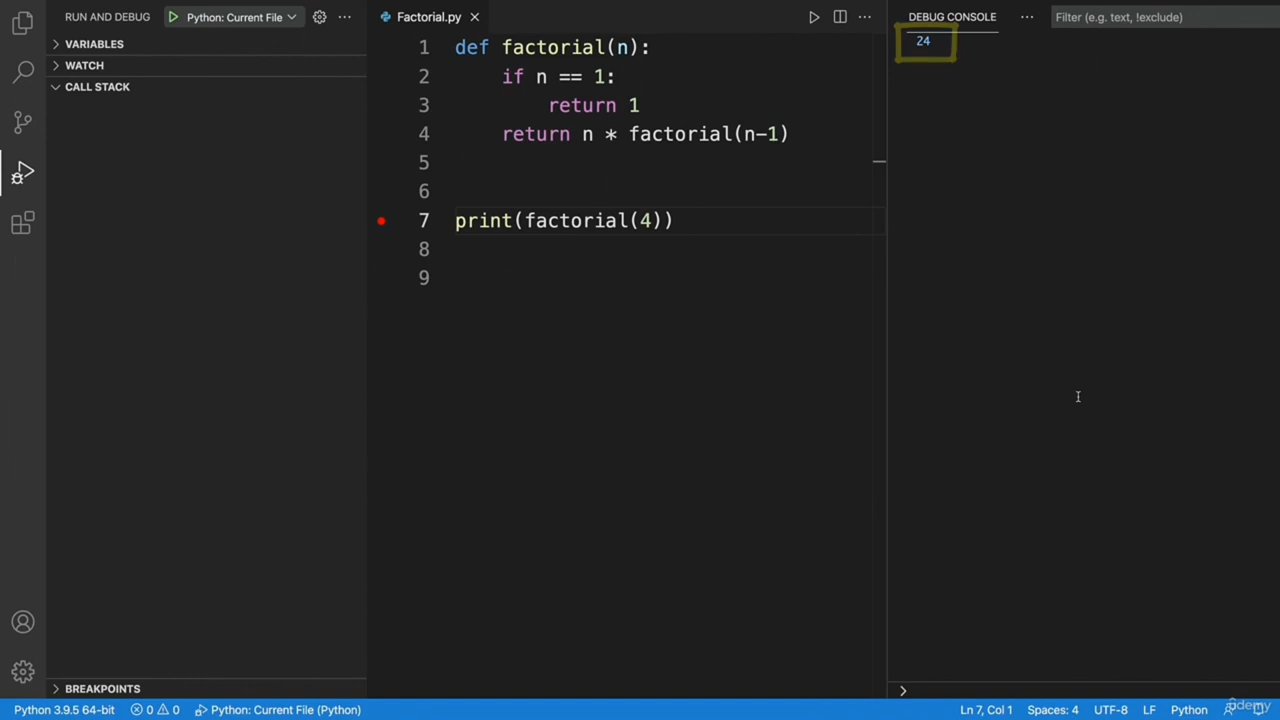 RUN AND DEBUG
Python: Current File
VARIABLES
WATCH
CALL STACK
BREAKPOINTS
Factorial.py
1 def factorial(n):
2 if n == 1:
3 return 1
4 return n * factorial(n-1)
5
6
7 print(factorial(4))
8
9
DEBUG CONSOLE
Filter (e.g. text, !exclude)
24
Python 3.9.5 64-bit
0
0
Python: Current File (Python)
Ln 7, Col 1
Spaces: 4
UTF-8
LF
Python
ûdemy